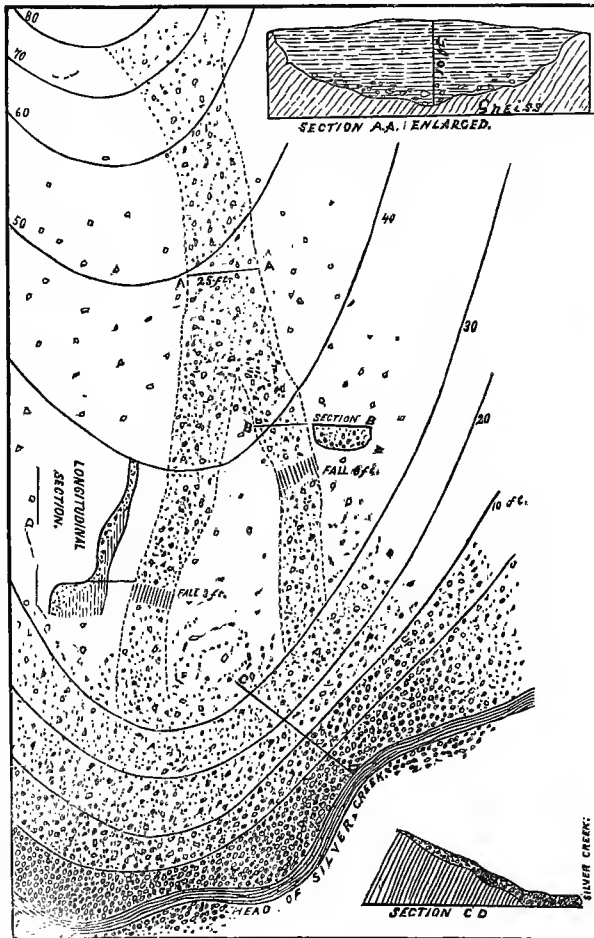 80
70
60
50
40
30
20
10 ft.
10 ft.
GNEISS
SECTION A.A. ENLARGED.
A
A
25 ft.
SECTION
B
B
FALL
LONGITUDINAL
SECTION.
FALL 3 ft.
C
HEAD OF SILVER CREEK
SECTION C D
SILVER CREEK.